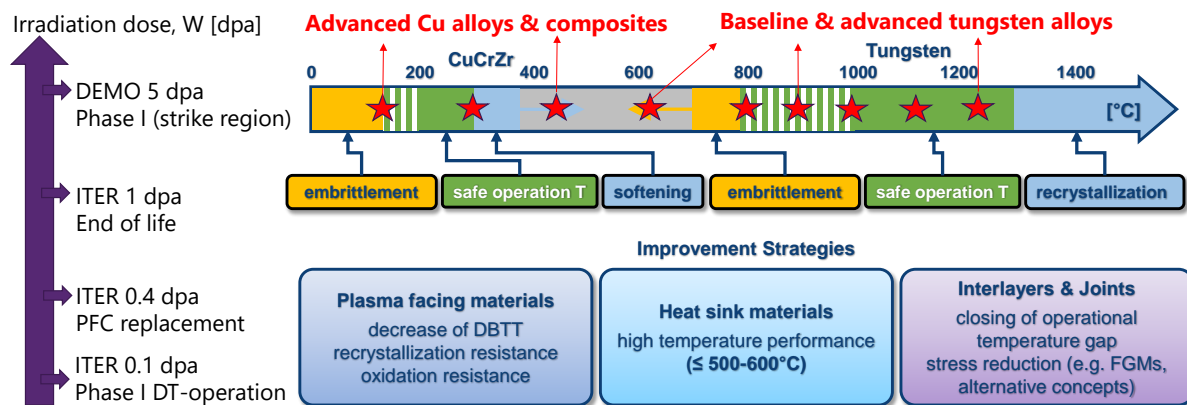 Irradiation dose, W [dpa]
DEMO 5 dpa
Phase I (strike region)
ITER 1 dpa
End of life
ITER 0.4 dpa
PFC replacement
ITER 0.1 dpa
Phase I DT-operation
Advanced Cu alloys & composites
Baseline & advanced tungsten alloys
CuCrZr
Tungsten
0 200 400 600 800 1000 1200 1400
[°C]
embrittlement
safe operation T
softening
embrittlement
safe operation T
recrystallization
Improvement Strategies
Plasma facing materials
decrease of DBTT
recrystallization resistance
oxidation resistance
Heat sink materials
high temperature performance
(≤ 500-600°C)
Interlayers & Joints
closing of operational
temperature gap
stress reduction (e.g. FGMs,
alternative concepts)